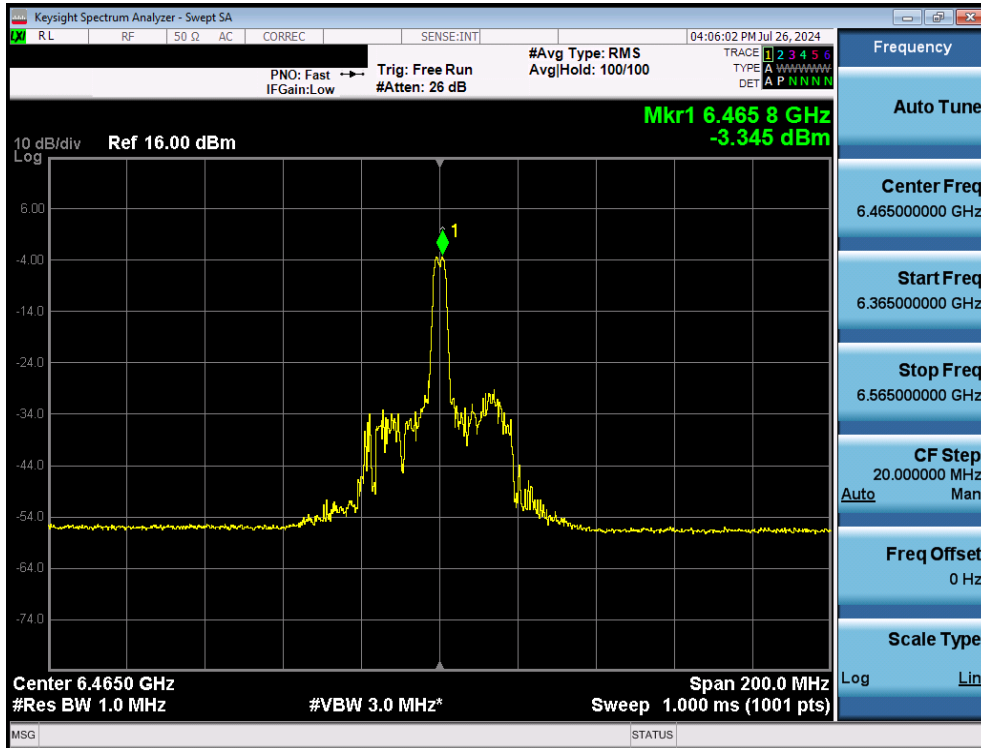 Keysight Spectrum Analyzer - Swept SA
LXI RL RF 50 Ω AC CORREC SENSE:INT 04:06:02 PM Jul 26, 2024
PNO: Fast
IFGain:Low
Trig: Free Run
#Atten: 26 dB
#Avg Type: RMS
Avg|Hold: 100/100
TRACE 1 2 3 4 5 6
TYPE A WWWWW
DET A P N N N N
Mkr1 6.465 8 GHz
-3.345 dBm
10 dB/div
Log
Ref 16.00 dBm
1
6.00
-4.00
-14.0
-24.0
-34.0
-44.0
-54.0
-64.0
-74.0
Center 6.4650 GHz
#Res BW 1.0 MHz
#VBW 3.0 MHz*
Span 200.0 MHz
Sweep 1.000 ms (1001 pts)
MSG
STATUS
Frequency
Auto Tune
Center Freq
6.465000000 GHz
Start Freq
6.365000000 GHz
Stop Freq
6.565000000 GHz
CF Step
20.000000 MHz
Auto Man
Freq Offset
0 Hz
Scale Type
Log Lin